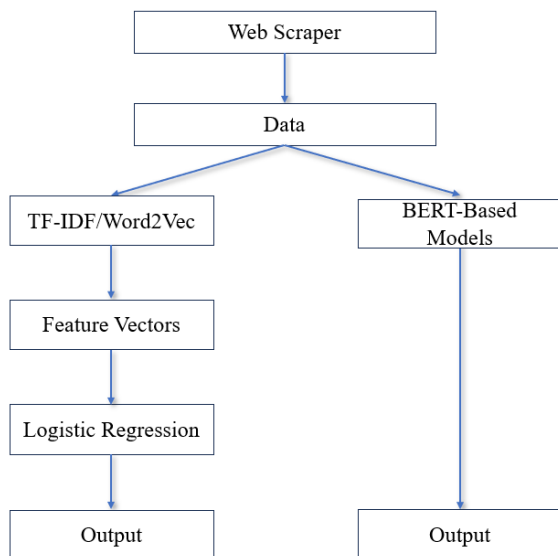 Web Scraper
Data
TF-IDF/Word2Vec
BERT-Based
Models
Feature Vectors
Logistic Regression
Output
Output